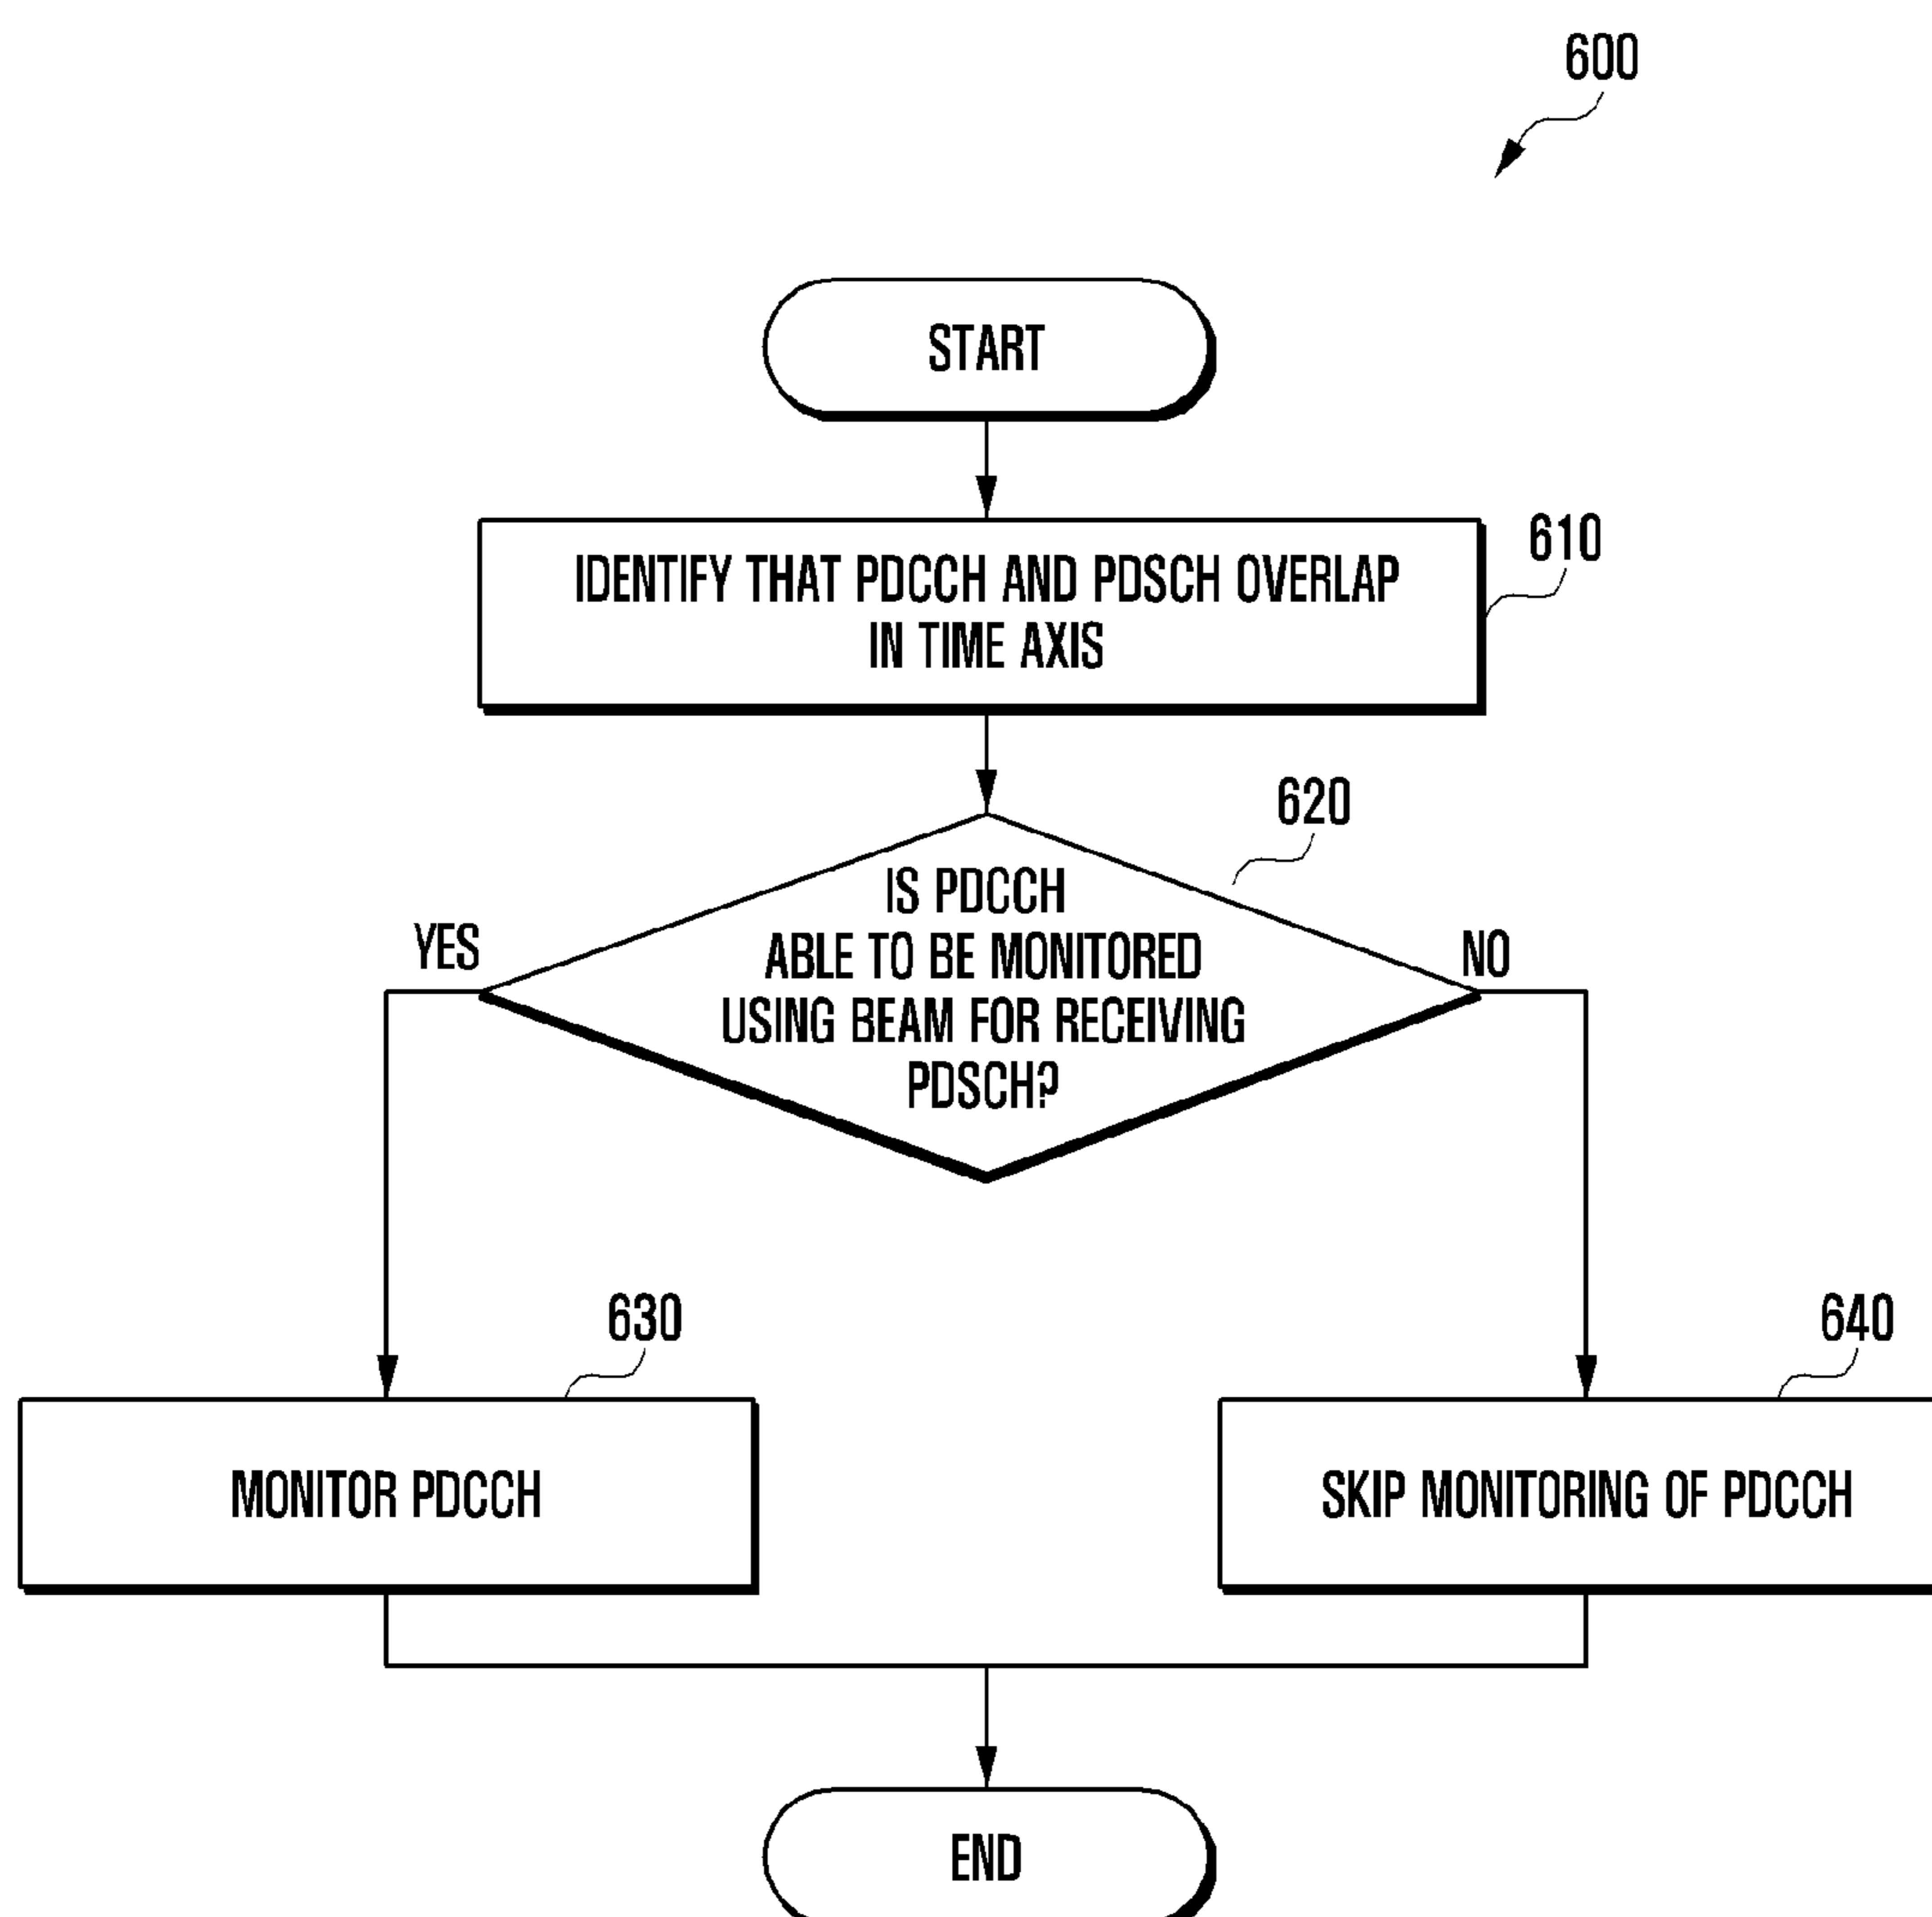 600
START
610
IDENTIFY THAT PDCCH AND PDSCH OVERLAP
IN TIME AXIS
620
IS PDCCH
ABLE TO BE MONITORED
USING BEAM FOR RECEIVING
PDSCH?
YES
NO
630
MONITOR PDCCH
640
SKIP MONITORING OF PDCCH
END